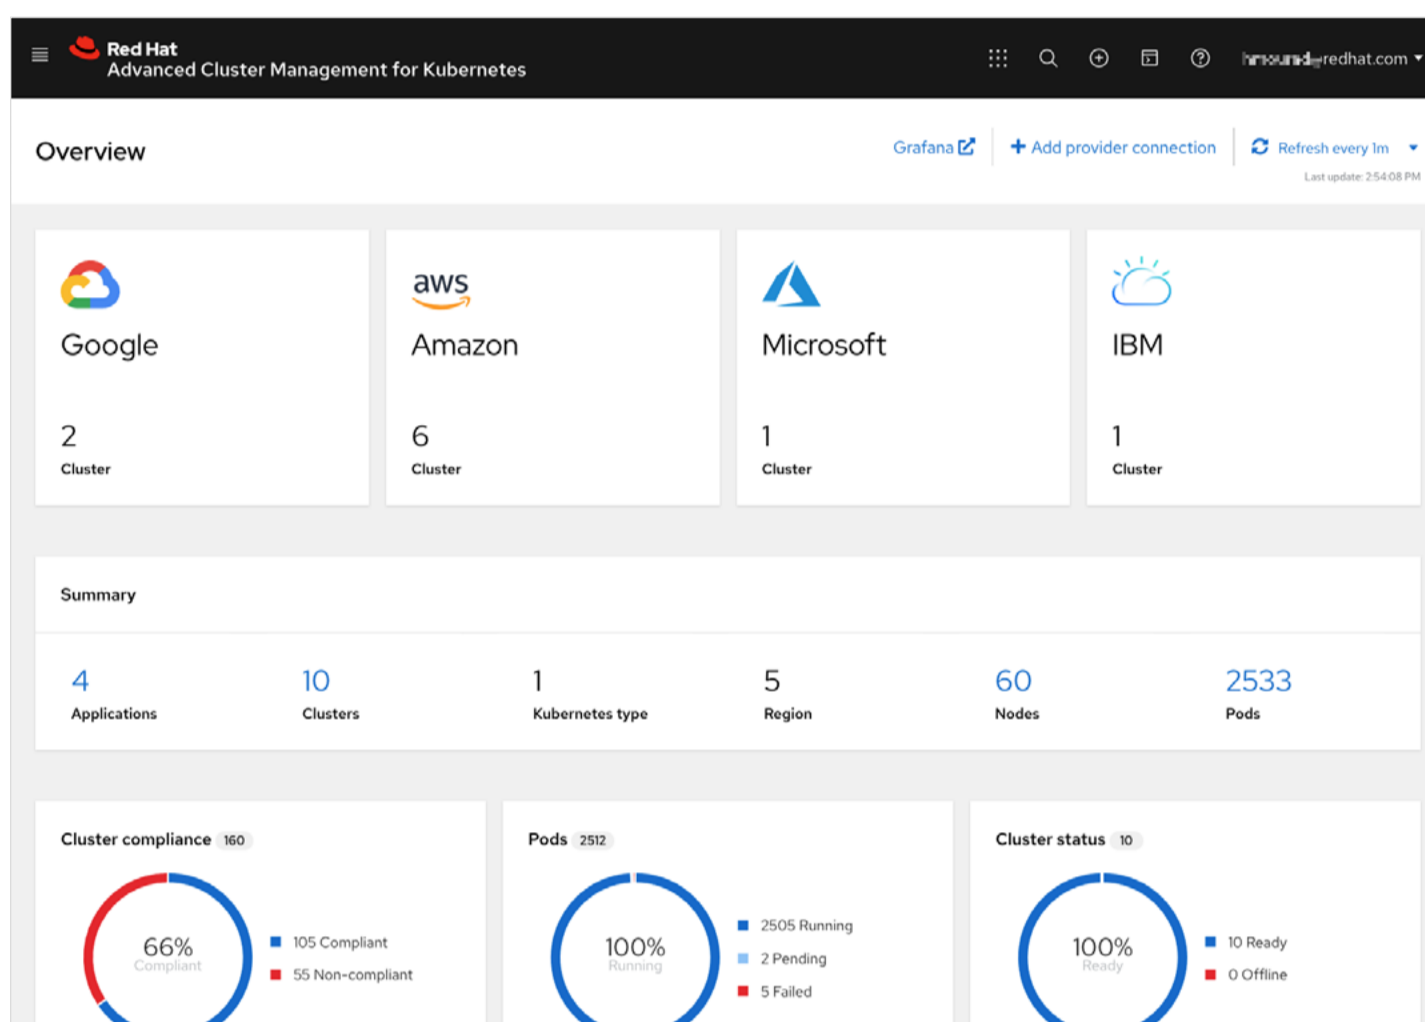 Red Hat
Advanced Cluster Management for Kubernetes
redhat.com
Overview
Grafana
Add provider connection
Refresh every 1m
Last update: 2:54:08 PM
aws
Google
Amazon
Microsoft
IBM
2
6
1
1
Cluster
Cluster
Cluster
Cluster
Summary
4
10
1
5
60
2533
Applications
Clusters
Kubernetes type
Region
Nodes
Pods
Cluster compliance 160
66%
Compliant
105 Compliant
55 Non-compliant
Pods 2512
100%
Running
2505 Running
2 Pending
5 Failed
Cluster status 10
100%
Ready
10 Ready
0 Offline